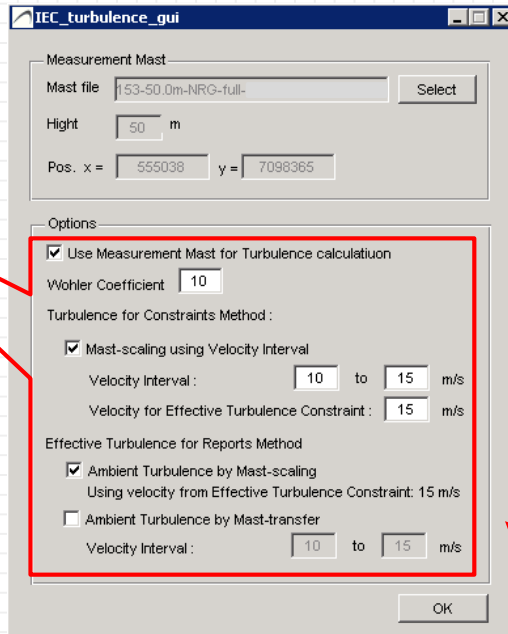 IEC_turbulence_gui
Measurement Mast
Mast file 153-50.0m-NRG-full- Select
Hight 50 m
Pos. x = 555038 y = 7098365
Options
Use Measurement Mast for Turbulence calculatiuon
Wohler Coefficient 10
Turbulence for Constraints Method :
Mast-scaling using Velocity Interval
Velocity Interval : 10 to 15 m/s
Velocity for Effective Turbulence Constraint : 15 m/s
Effective Turbulence for Reports Method
Ambient Turbulence by Mast-scaling
Using velocity from Effective Turbulence Constraint: 15 m/s
Ambient Turbulence by Mast-transfer
Velocity Interval : 10 to 15 m/s
OK